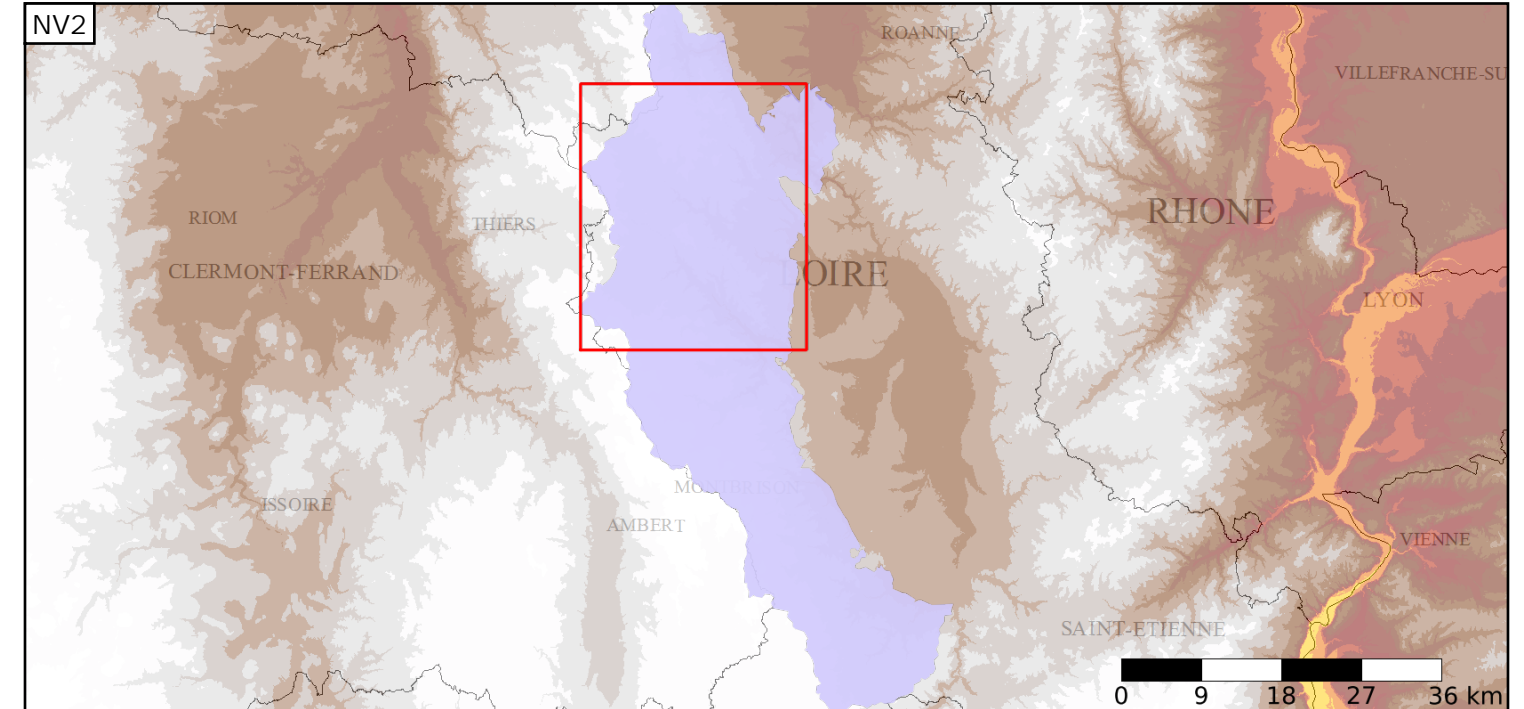 NV2
ROANNE
VILLEFRANCHE-SU
RIOM
THIERS
RHONE
CLERMONT-FERRAND
LOIRE
LYON
MONTBRISON
ISSOIRE
AMBERT
VIENNE
SAINT-ETIENNE
0 9 18 27 36 km